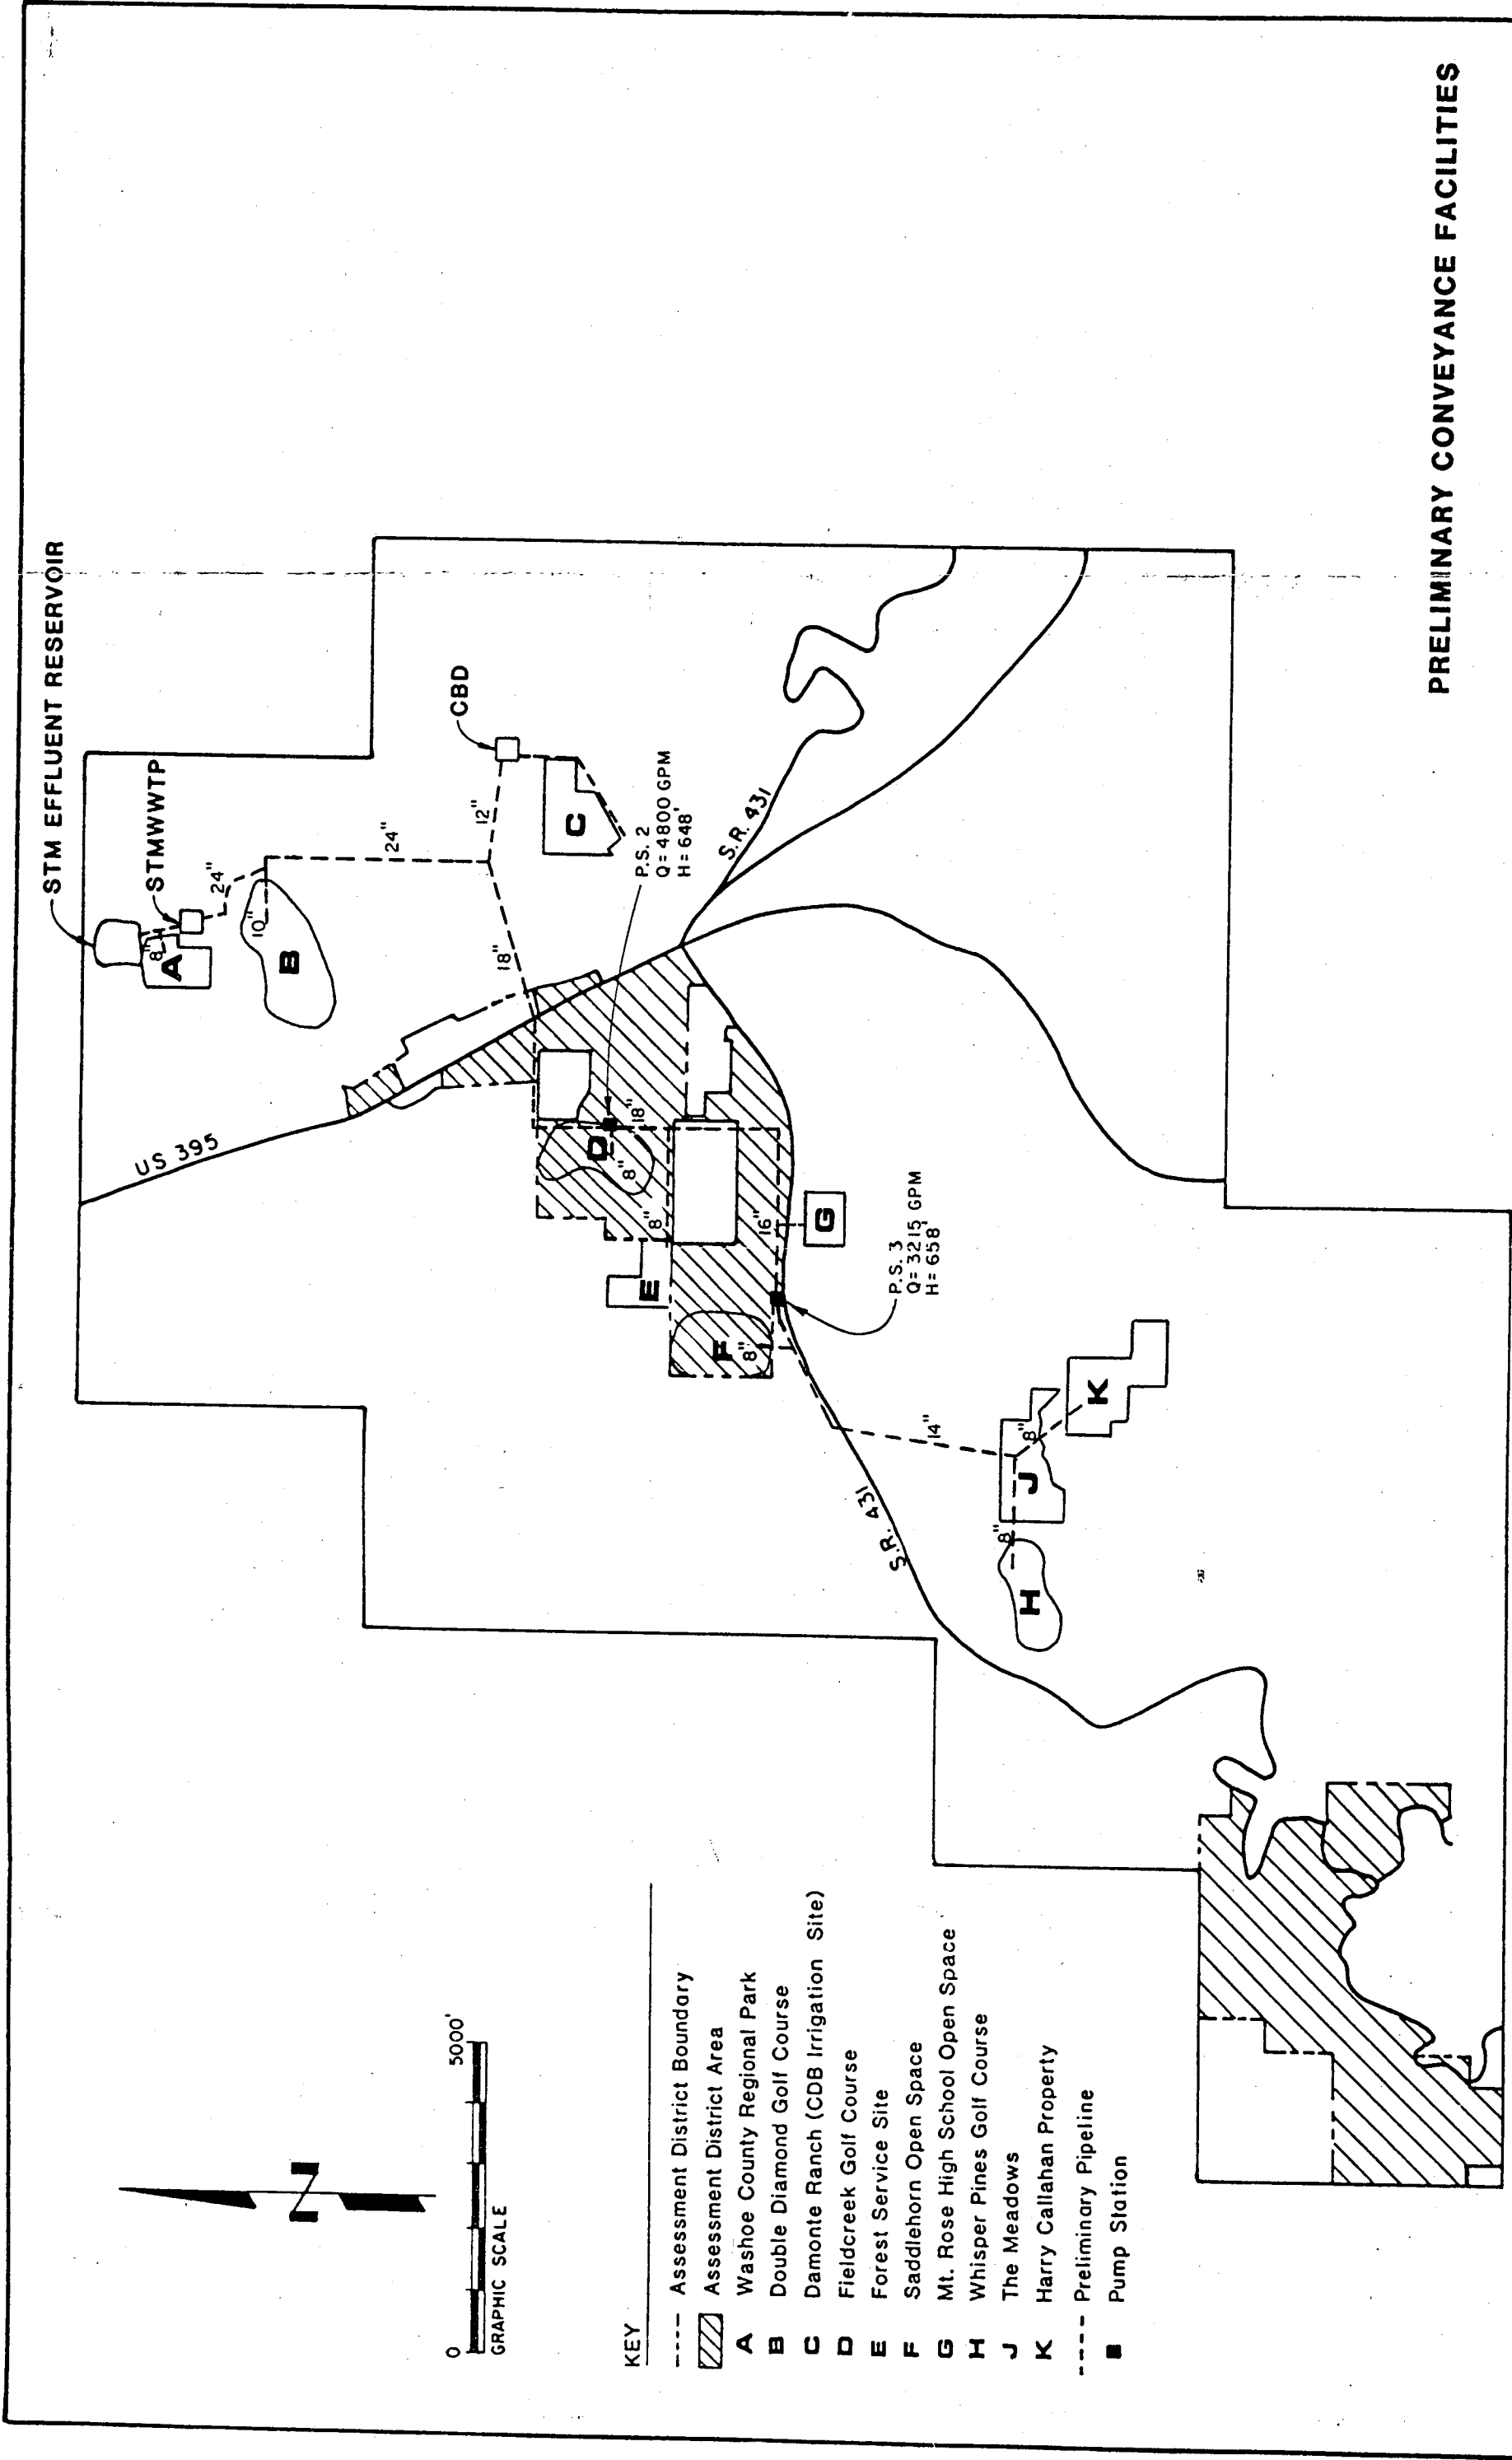 STM EFFLUENT RESERVOIR
STMWWTP
8"
A
24"
10"
B
24"
12"
CBD
C
18"
US 395
P.S. 2
Q = 4800 GPM
H = 648'
D
8"
18"
8"
E
F
8"
16"
G
P.S. 3
Q = 3215 GPM
H = 658'
S.R. 431
S.R. 431
14"
8"
J
K
8"
H
N
0
5000'
GRAPHIC SCALE
KEY
Assessment District Boundary
Assessment District Area
A Washoe County Regional Park
B Double Diamond Golf Course
C Damonte Ranch (CDB Irrigation Site)
D Fieldcreek Golf Course
E Forest Service Site
F Saddlehorn Open Space
G Mt. Rose High School Open Space
H Whisper Pines Golf Course
J The Meadows
K Harry Callahan Property
Preliminary Pipeline
Pump Station
PRELIMINARY CONVEYANCE FACILITIES